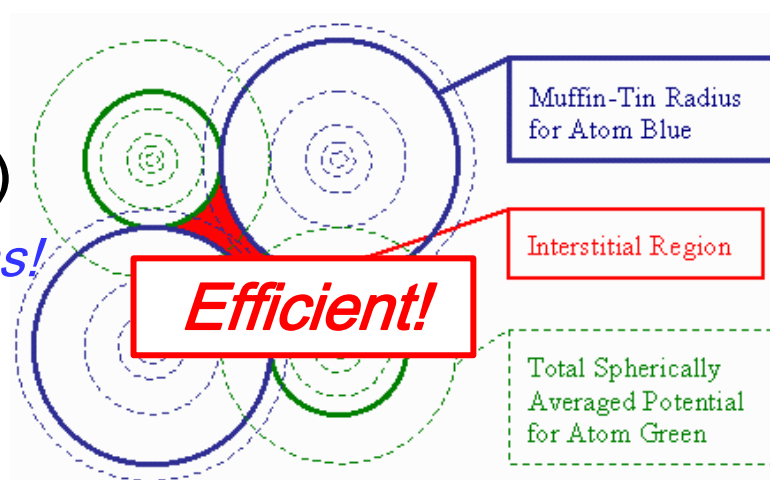 Muffin-Tin Radius
for Atom Blue
)
s!
Interstitial Region
Efficient!
Total Spherically
Averaged Potential
for Atom Green